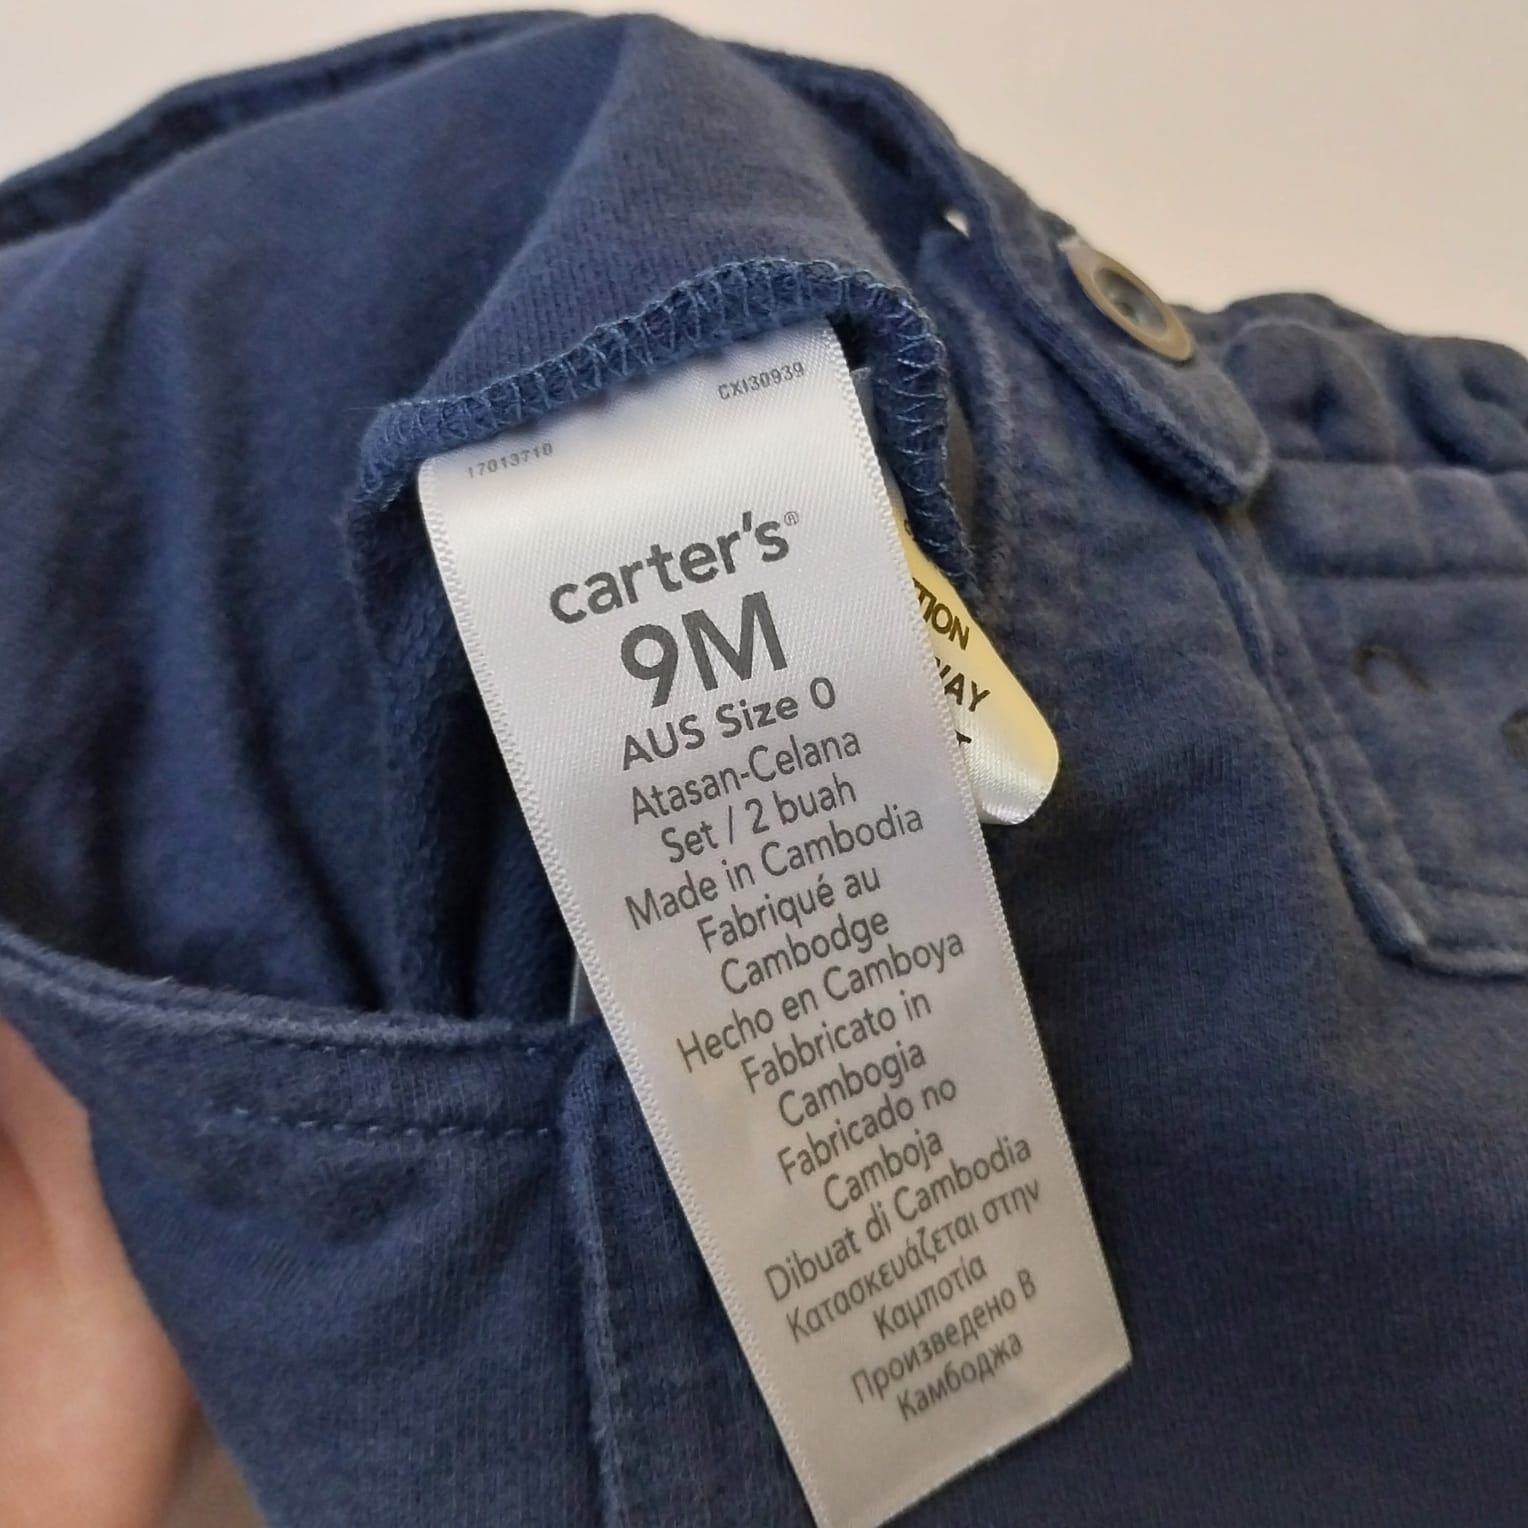 CXI30939
17013710
carter's®
9M
AUS Size 0
Atasan-Celana
Set / 2 buah
Made in Cambodia
Fabriqué au
Cambodge
Hecho en Camboya
Fabbricato in
Cambogia
Fabricado no
Camboja
Dibuat di Cambodia
Κατασκευάζεται στην
Καμποτία
Произведено В
Камбоджа